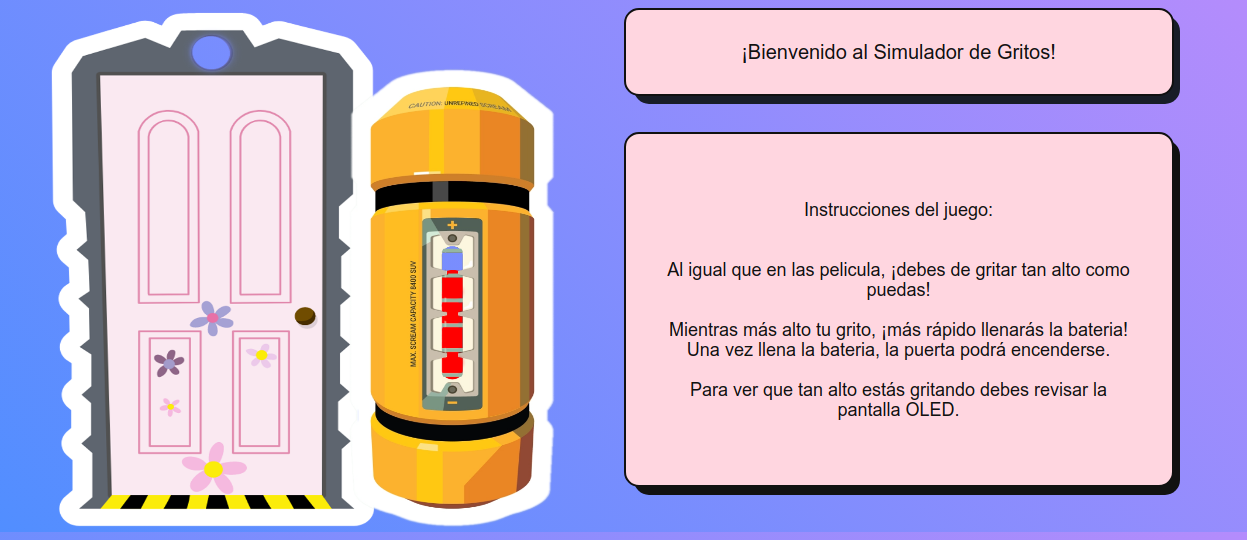 ¡Bienvenido al Simulador de Gritos!
CAUTION:
MAX. SCREAM CAPACITY 8400 SUV
Instrucciones del juego:
Al igual que en las pelicula, ¡debes de gritar tan alto como
puedas!
Mientras más alto tu grito, ¡más rápido llenarás la bateria!
Una vez llena la bateria, la puerta podrá encenderse.
Para ver que tan alto estás gritando debes revisar la
pantalla OLED.